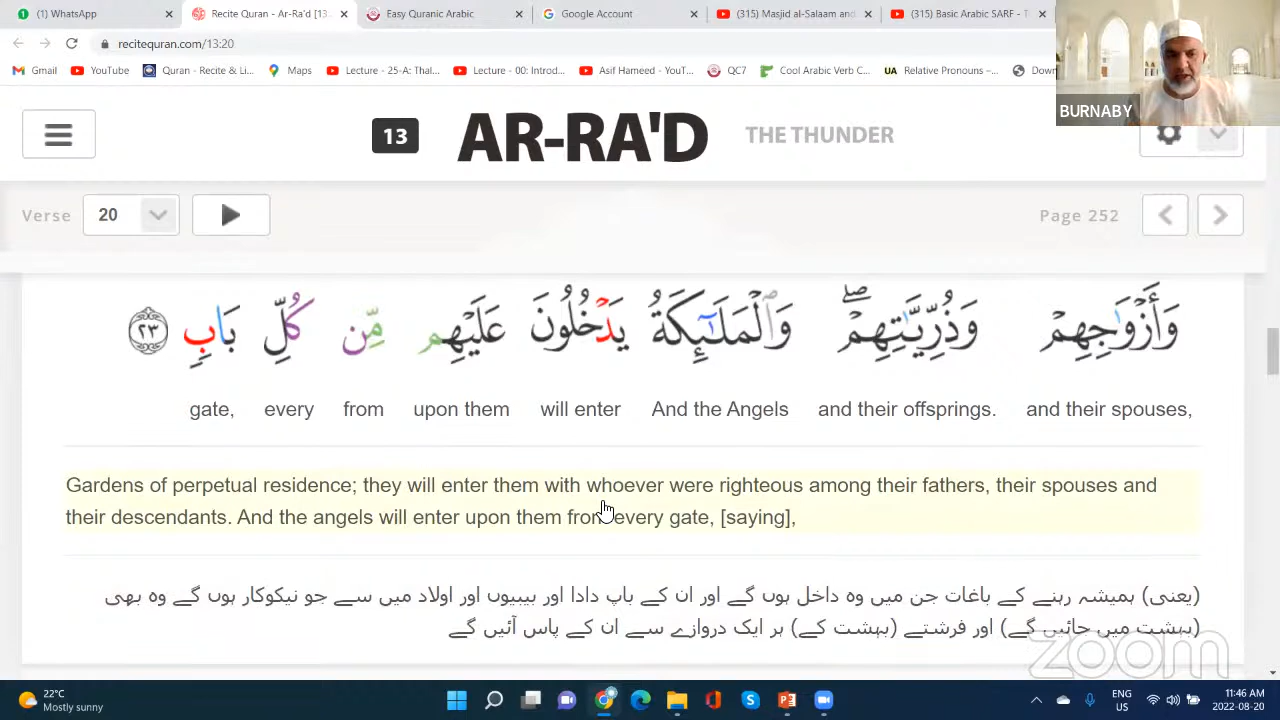 (1) WhatsApp
Recite Quran - Ar-Ra'd [13
Easy Quranic Arabic
Google Account
(315) Masjid al-Salaam and
(315) Basic Arabic SARF - T
recitequran.com/13:20
Gmail
YouTube
Quran - Recite & Li...
Maps
Lecture - 25-A: Thal...
Lecture - 00: Introd...
Asif Hameed - YouT...
QC7
Cool Arabic Verb C...
UA Relative Pronouns –...
Down
BURNABY
13
AR-RA'D
THE THUNDER
Verse
20
Page 252
وَأَزْوَٰجِهِمْ وَذُرِّيَّـٰتِهِمْ ۖ وَٱلْمَلَـٰٓئِكَةُ يَدْخُلُونَ عَلَيْهِم مِّن كُلِّ بَابٍ ٢٣
gate, every from upon them will enter And the Angels and their offsprings. and their spouses,
Gardens of perpetual residence; they will enter them with whoever were righteous among their fathers, their spouses and
their descendants. And the angels will enter upon them from every gate, [saying],
(یعنی) ہمیشہ رہنے کے باغات جن میں وہ داخل ہوں گے اور ان کے باپ دادا اور بیبیوں اور اولاد میں سے جو نیکوکار ہوں گے وہ بھی
(بہشت میں جائیں گے) اور فرشتے (بہشت کے) ہر ایک دروازے سے ان کے پاس آئیں گے
zoom
22°C
Mostly sunny
ENG
US
11:46 AM
2022-08-20